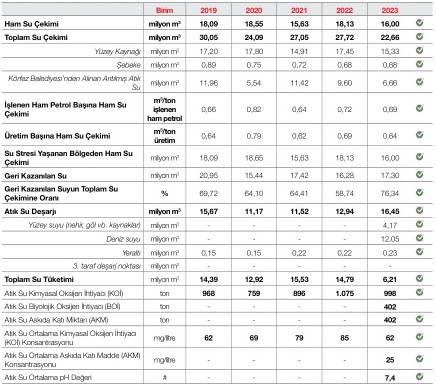 Birim 2019 2020 2021 2022 2023
Ham Su Çekimi milyon m³ 18,09 18,55 15,63 18,13 16,00
Toplam Su Çekimi milyon m³ 30,05 24,09 27,05 27,72 22,66
Yüzey Kaynağı milyon m³ 17,20 17,80 14,91 17,45 15,33
Şebeke milyon m³ 0,89 0,75 0,72 0,68 0,68
Körfez Belediyesi'nden Alınan Arıtılmış Atık
Su milyon m³ 11,96 5,54 11,42 9,60 6,66
İşlenen Ham Petrol Başına Ham Su
Çekimi m³/ton
işlenen
ham petrol 0,66 0,82 0,64 0,72 0,69
Üretim Başına Ham Su Çekimi m³/ton
üretim 0,64 0,79 0,62 0,69 0,64
Su Stresi Yaşanan Bölgeden Ham Su
Çekimi milyon m³ 18,09 18,65 15,63 18,13 16,00
Geri Kazanılan Su milyon m³ 20,95 15,44 17,42 16,28 17,30
Geri Kazanılan Suyun Toplam Su
Çekimine Oranı % 69,72 64,10 64,41 58,74 76,34
Atık Su Deşarjı milyon m³ 15,67 11,17 11,52 12,94 16,45
Yüzey suyu (nehir, göl vb. kaynaklar) milyon m³ - - - - 4,17
Deniz suyu milyon m³ - - - - 12,05
Yeraltı milyon m³ 0,15 0,15 0,22 0,22 0,23
3. taraf deşarj noktası milyon m³ - - - - -
Toplam Su Tüketimi milyon m³ 14,39 12,92 15,53 14,79 6,21
Atık Su Kimyasal Oksijen İhtiyacı (KOİ) ton 968 759 896 1.075 998
Atık Su Biyolojik Oksijen İhtiyacı (BOİ) ton - - - - 402
Atık Su Askıda Katı Miktarı (AKM) ton - - - - 402
Atık Su Ortalama Kimyasal Oksijen İhtiyacı
(KOİ) Konsantrasyonu mg/litre 62 69 79 85 62
Atık Su Ortalama Askıda Katı Madde (AKM)
Konsantrasyonu mg/litre - - - - 25
Atık Su Ortalama pH Değeri # - - - - 7,4